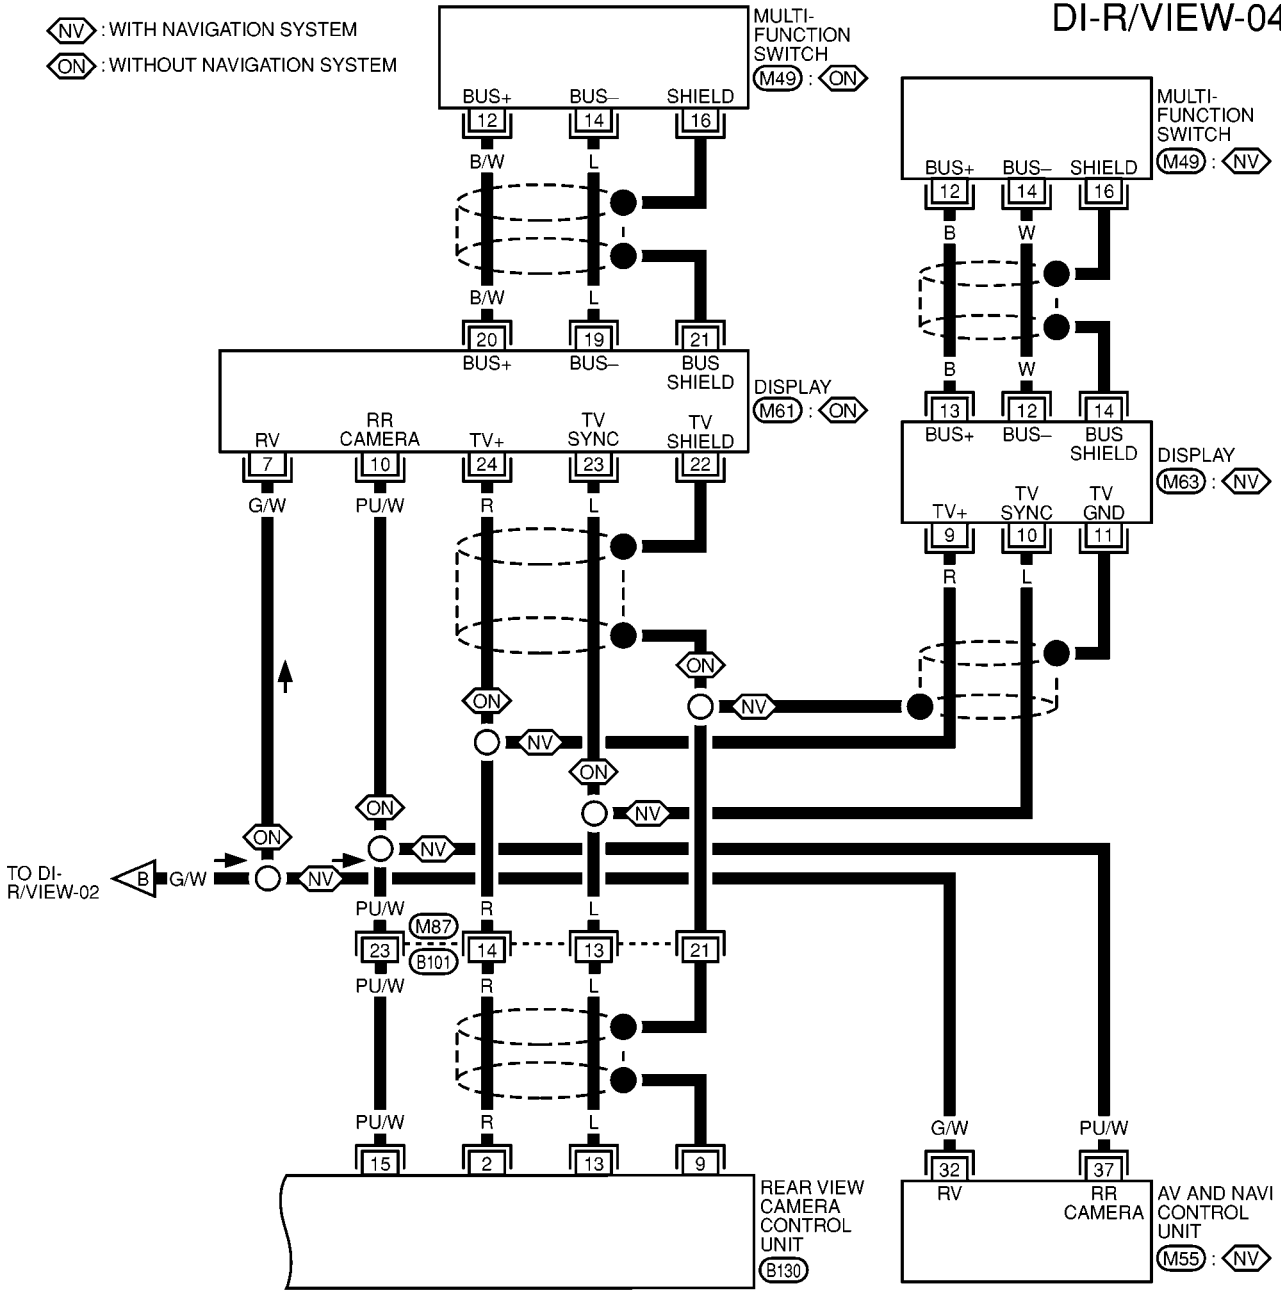 DI-R/VIEW-04
NV : WITH NAVIGATION SYSTEM
ON : WITHOUT NAVIGATION SYSTEM
MULTI-
FUNCTION
SWITCH
M49 : ON
BUS+ BUS– SHIELD
12 14 16
B/W L
B/W L
20 19 21
BUS+ BUS– BUS
SHIELD
DISPLAY
M61 : ON
RV RR
CAMERA TV+ TV
SYNC TV
SHIELD
7 10 24 23 22
G/W PU/W R L
MULTI-
FUNCTION
SWITCH
M49 : NV
BUS+ BUS– SHIELD
12 14 16
B W
B W
13 12 14
BUS+ BUS– BUS
SHIELD
DISPLAY
M63 : NV
TV+ TV
SYNC TV
GND
9 10 11
R L
ON
ON
NV
NV
ON
NV
ON
NV
ON
TO DI-
R/VIEW-02
B G/W NV
PU/W R L
M87
23 14 13 21
B101
PU/W R L
PU/W R L
15 2 13 9
REAR VIEW
CAMERA
CONTROL
UNIT
B130
G/W PU/W
32 37
RV RR
CAMERA
AV AND NAVI
CONTROL
UNIT
M55 : NV